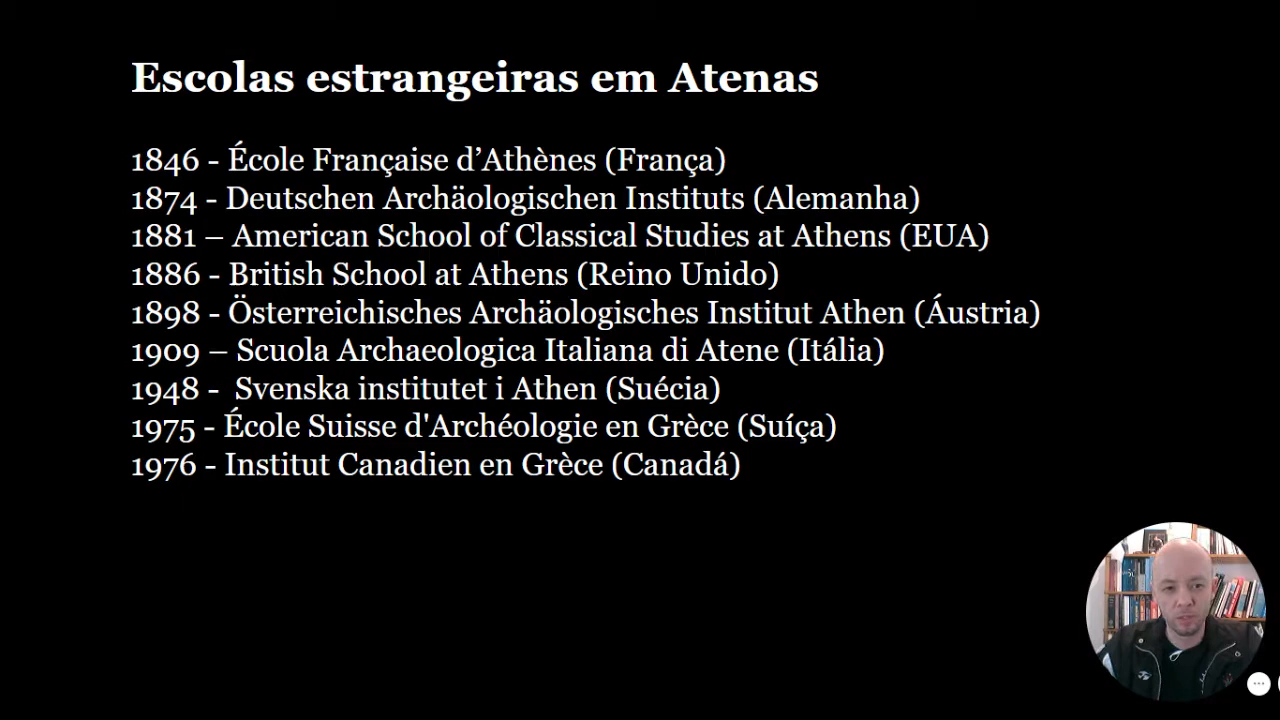 Escolas estrangeiras em Atenas
1846 - École Française d’Athènes (França)
1874 - Deutschen Archäologischen Instituts (Alemanha)
1881 – American School of Classical Studies at Athens (EUA)
1886 - British School at Athens (Reino Unido)
1898 - Österreichisches Archäologisches Institut Athen (Áustria)
1909 – Scuola Archaeologica Italiana di Atene (Itália)
1948 -  Svenska institutet i Athen (Suécia)
1975 - École Suisse d'Archéologie en Grèce (Suíça)
1976 - Institut Canadien en Grèce (Canadá)